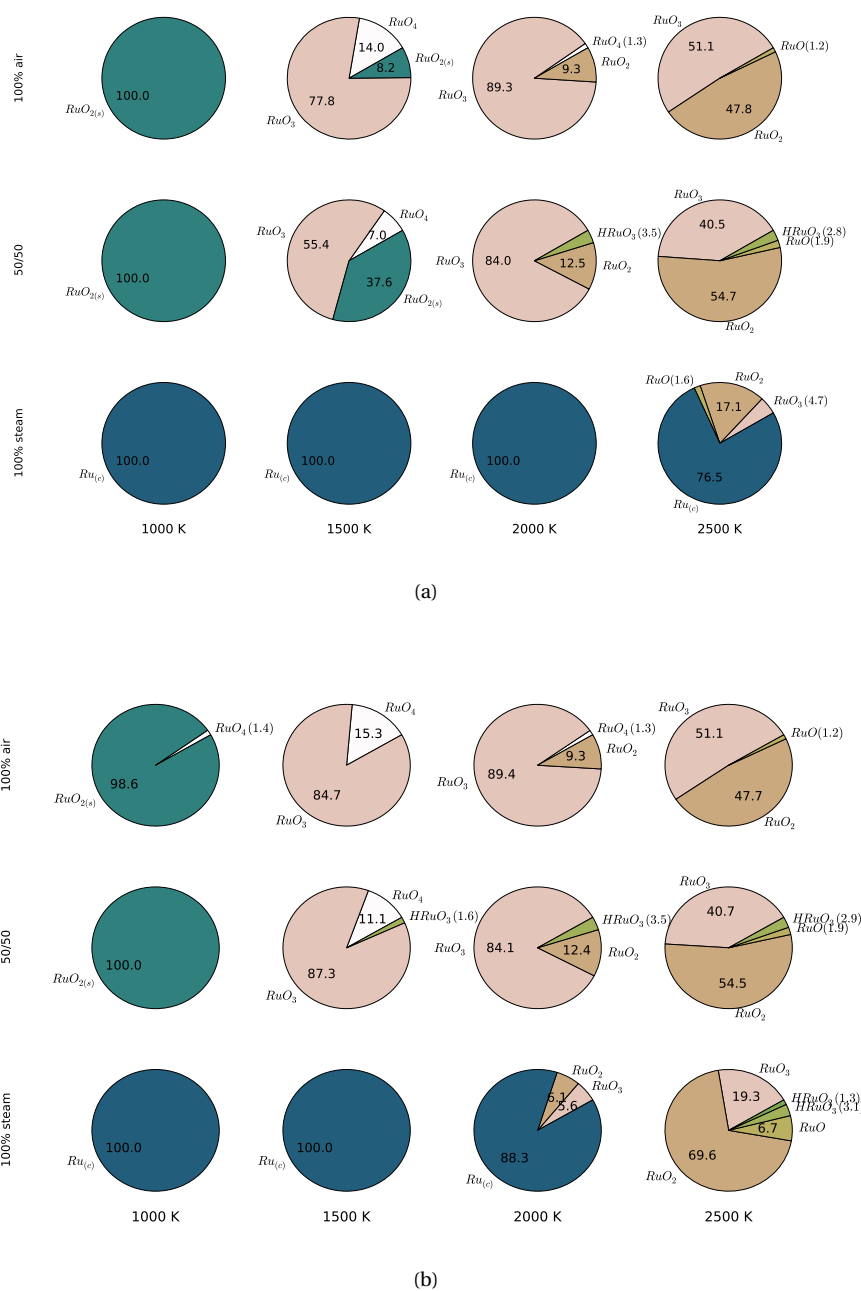 100% air
RuO2(s)
100.0
RuO4
14.0
RuO2(s)
8.2
77.8
RuO3
RuO4 (1.3)
RuO2
9.3
89.3
RuO3
RuO3
51.1
RuO(1.2)
47.8
RuO2
50/50
RuO2(s)
100.0
RuO4
7.0
RuO3
55.4
37.6
RuO2(s)
HRuO3 (3.5)
RuO3
84.0
12.5
RuO2
RuO3
40.5
HRuO3 (2.8)
RuO(1.9)
54.7
RuO2
100% steam
Ru(c)
100.0
Ru(c)
100.0
Ru(c)
100.0
RuO(1.6)
RuO2
17.1
RuO3 (4.7)
76.5
Ru(c)
1000 K
1500 K
2000 K
2500 K
(a)
100% air
RuO4 (1.4)
98.6
RuO2(s)
RuO4
15.3
84.7
RuO3
RuO4 (1.3)
RuO2
9.3
89.4
RuO3
RuO3
51.1
RuO(1.2)
47.7
RuO2
50/50
100.0
RuO2(s)
RuO4
11.1
HRuO3 (1.6)
87.3
RuO3
HRuO3 (3.5)
RuO3
84.1
12.4
RuO2
RuO3
40.7
HRuO3 (2.9)
RuO(1.9)
54.5
RuO2
100% steam
100.0
Ru(c)
100.0
Ru(c)
RuO2
6.1
RuO3
5.6
88.3
Ru(c)
RuO3
19.3
HRuO3 (1.3)
HRuO3 (3.1
6.7
RuO
69.6
RuO2
1000 K
1500 K
2000 K
2500 K
(b)